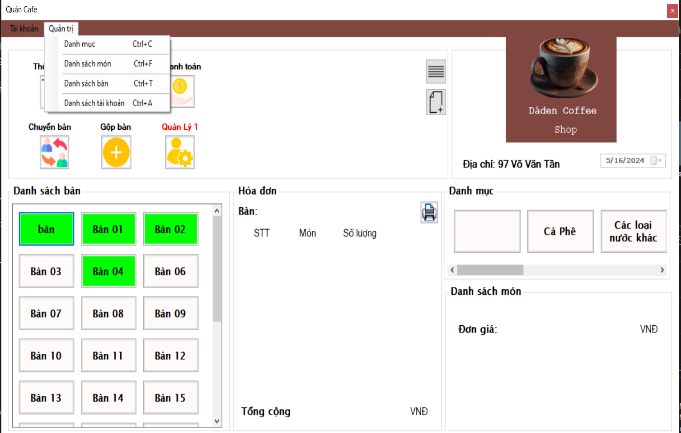 Quán Cafe
x
Tài khoản
Quản trị
Danh mục Ctrl+C
Danh sách món Ctrl+F
Danh sách bàn Ctrl+T
Danh sách tài khoản Ctrl+A
Chuyển bàn
Gộp bàn
Quản Lý 1
Dáden Coffee
Shop
Địa chỉ: 97 Võ Văn Tần
5/16/2024
Danh sách bàn
bàn
Bàn 01
Bàn 02
Bàn 03
Bàn 04
Bàn 06
Bàn 07
Bàn 08
Bàn 09
Bàn 10
Bàn 11
Bàn 12
Bàn 13
Bàn 14
Bàn 15
Hóa đơn
Bàn:
STT Món Số lượng
Tổng cộng VNĐ
Danh mục
Cà Phê
Các loại
nước khác
Danh sách món
Đơn giá: VNĐ